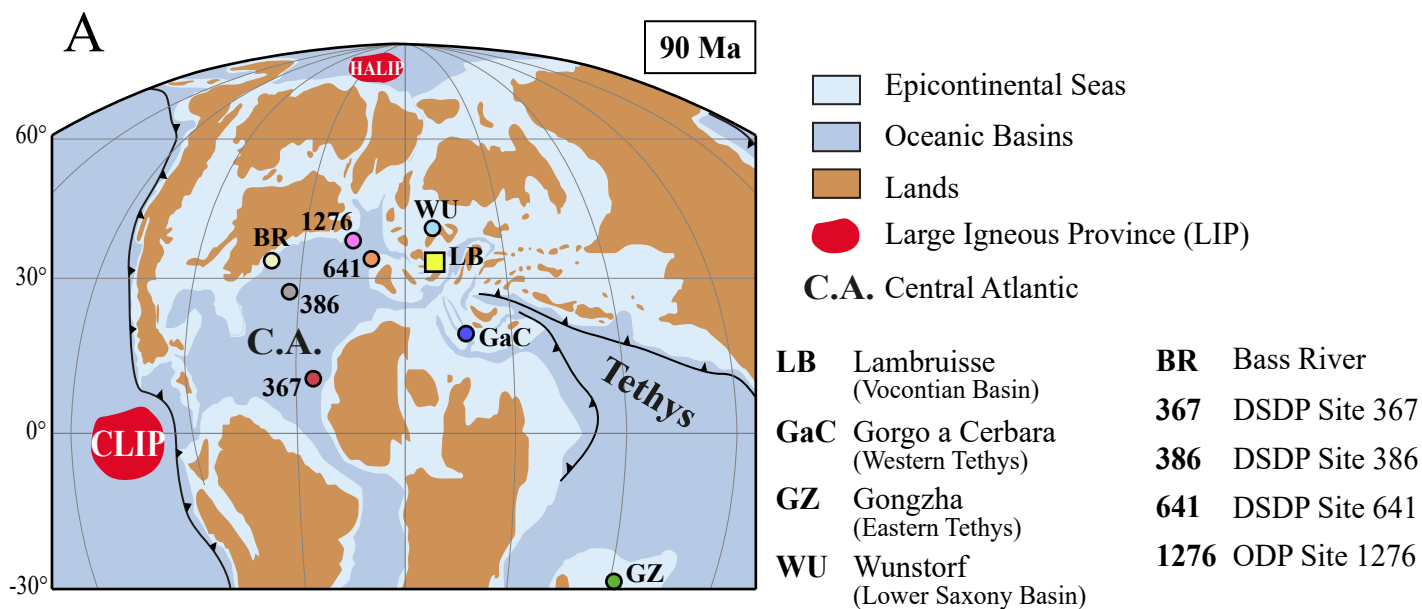 A
90 Ma
HALIP
60°
30°
0°
-30°
WU
1276
BR
641
LB
386
C.A.
GaC
367
Tethys
CLIP
GZ
Epicontinental Seas
Oceanic Basins
Lands
Large Igneous Province (LIP)
C.A. Central Atlantic
LB Lambruisse
(Vocontian Basin)
GaC Gorgo a Cerbara
(Western Tethys)
GZ Gongzha
(Eastern Tethys)
WU Wunstorf
(Lower Saxony Basin)
BR Bass River
367 DSDP Site 367
386 DSDP Site 386
641 DSDP Site 641
1276 ODP Site 1276